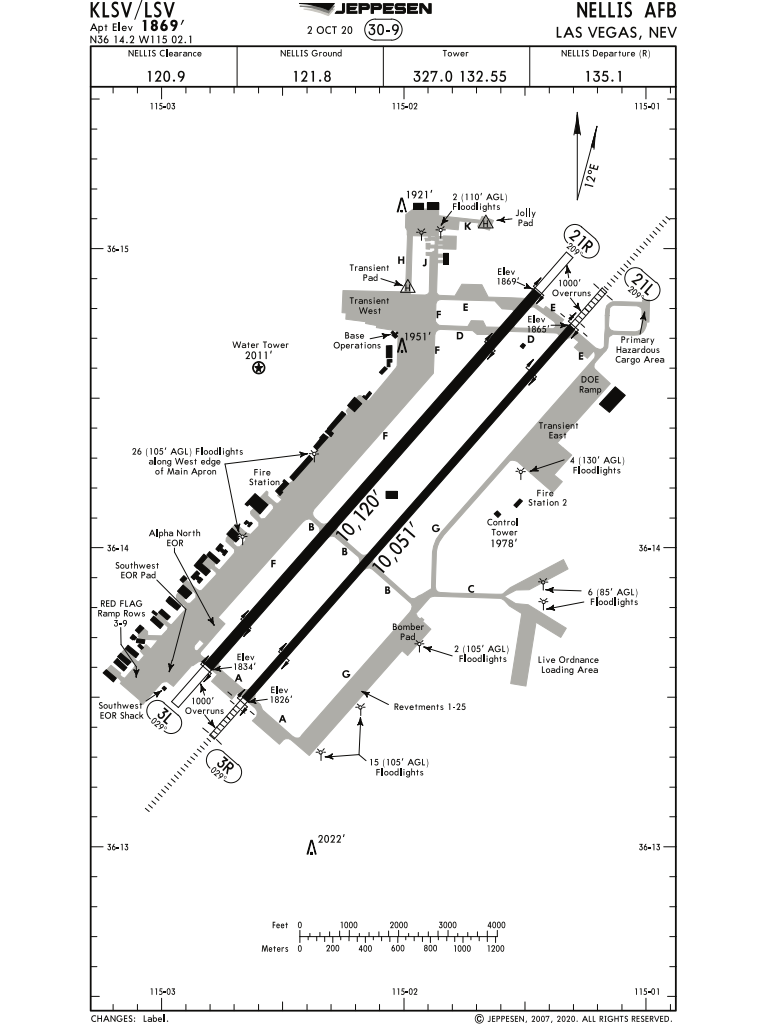 KLSV/LSV
Apt Elev 1869'
N36 14.2 W115 02.1
JEPPESEN
2 OCT 20 30-9
NELLIS AFB
LAS VEGAS, NEV
NELLIS Clearance
120.9
NELLIS Ground
121.8
Tower
327.0 132.55
NELLIS Departure (R)
135.1
115-03 115-02 115-01
12°E
1921'
2 (110' AGL)
Floodlights
K
H
Jolly
Pad
36-15
H
J
21R
209°
Transient
Pad
H
Elev
1869'
1000'
Overruns
21L
209°
Transient
West
E
E
F
Elev
1865'
Base
Operations
1951'
D
D
F
Water Tower
2011'
Primary
Hazardous
Cargo Area
E
DOE
Ramp
F
Transient
East
26 (105' AGL) Floodlights
along West edge
of Main Apron
Fire
Station
4 (130' AGL)
Floodlights
Fire
Station 2
10,120'
10,051'
Control
Tower
1978'
B
G
Alpha North
EOR
36-14
36-14
B
F
Southwest
EOR Pad
B
C
6 (85' AGL)
Floodlights
RED FLAG
Ramp Rows
3-9
Bomber
Pad
2 (105' AGL)
Floodlights
Live Ordnance
Loading Area
Elev
1834'
A
G
Elev
1826'
1000'
Overruns
Southwest
EOR Shack
3L
029°
A
Revetments 1-25
3R
029°
15 (105' AGL)
Floodlights
36-13
2022'
36-13
Feet 0 1000 2000 3000 4000
Meters 0 200 400 600 800 1000 1200
115-03 115-02 115-01
CHANGES: Label.
© JEPPESEN, 2007, 2020. ALL RIGHTS RESERVED.